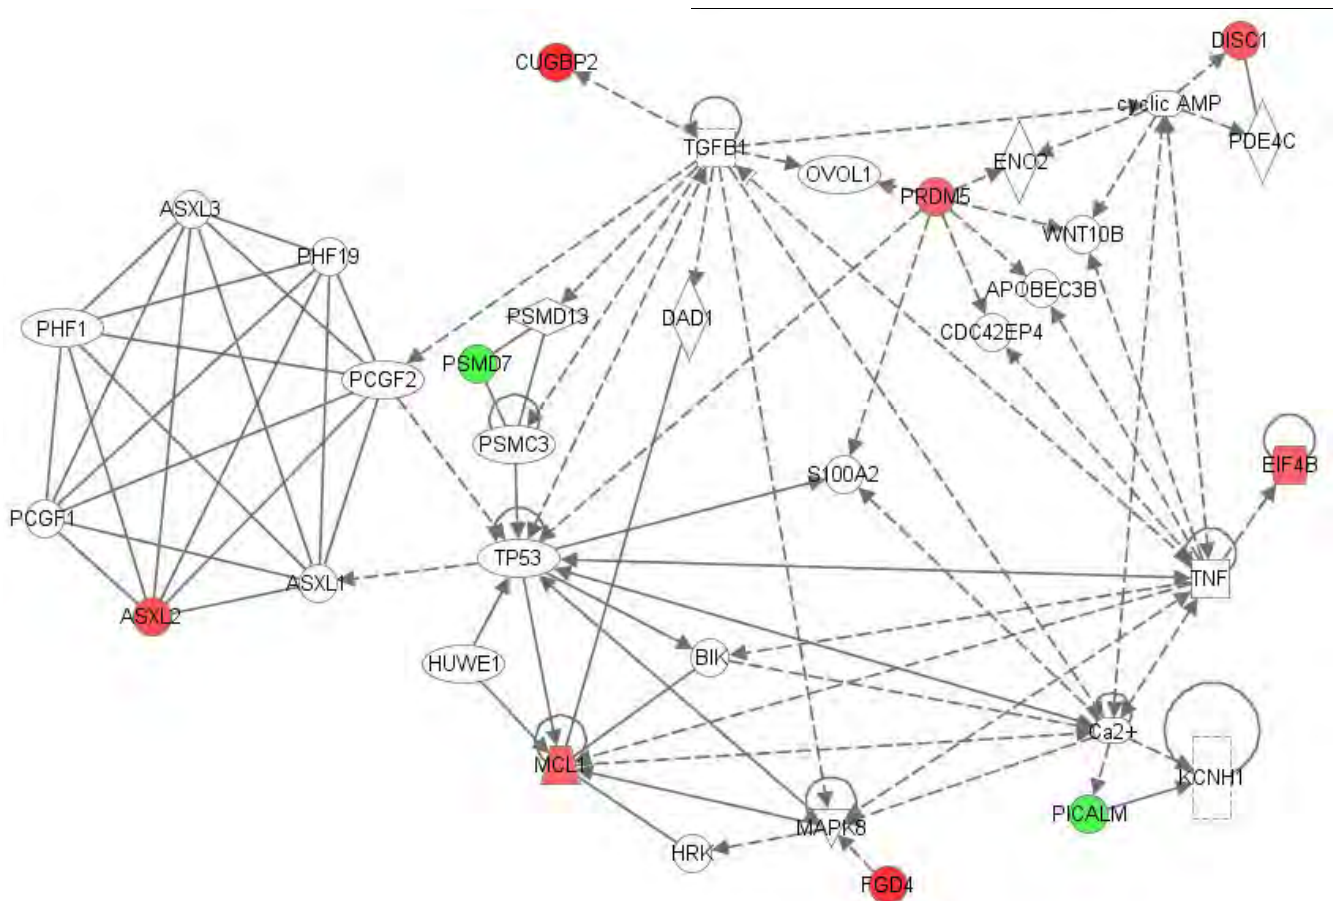 DISC1
CUGBP2
cyclic AMP
TGFB1
PDE4C
ENO2
OVOL1
PRDM5
ASXL3
WNT10B
PHF19
APOBEC3B
PSMD13
DAD1
PHF1
CDC42EP4
PSMD7
PCGF2
PSMC3
EIF4B
S100A2
PCGF1
TP53
TNF
ASXL1
ASXL2
BIK
HUWE1
Ca2+
MCL1
KCNH1
PICALM
MAPK8
HRK
FGD4